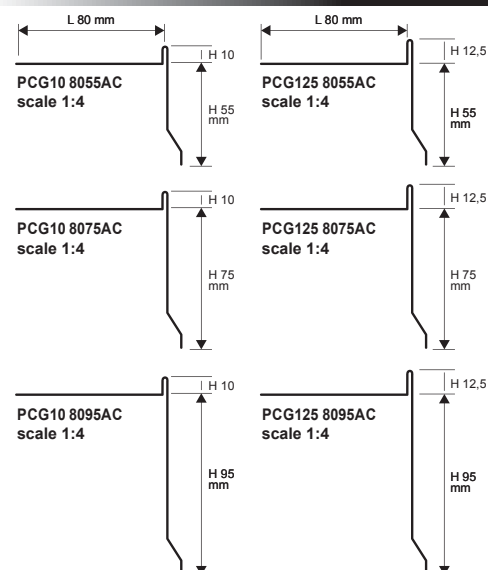 L 80 mm
H 10
PCG10 8055AC
scale 1:4
H 55
mm
L 80 mm
H 12,5
PCG125 8055AC
scale 1:4
H 55
mm
H 10
PCG10 8075AC
scale 1:4
H 75
mm
H 12,5
PCG125 8075AC
scale 1:4
H 75
mm
H 10
PCG10 8095AC
scale 1:4
H 95
mm
H 12,5
PCG125 8095AC
scale 1:4
H 95
mm